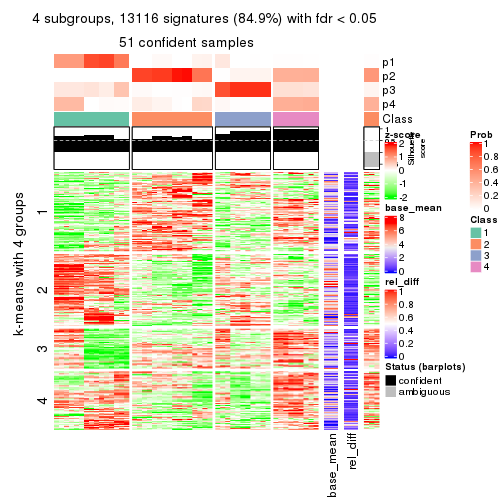 4 subgroups, 13116 signatures (84.9%) with fdr < 0.05
51 confident samples
p1
p2
p3
p4
Class
1
Silhouette
score
z-score
2
1
0
-1
-2
base_mean
8
6
4
2
0
rel_diff
1
0.8
0.6
0.4
0.2
0
Status (barplots)
confident
ambiguous
Prob
1
0.8
0.6
0.4
0.2
0
Class
1
2
3
4
k-means with 4 groups
1
2
3
4
base_mean
rel_diff